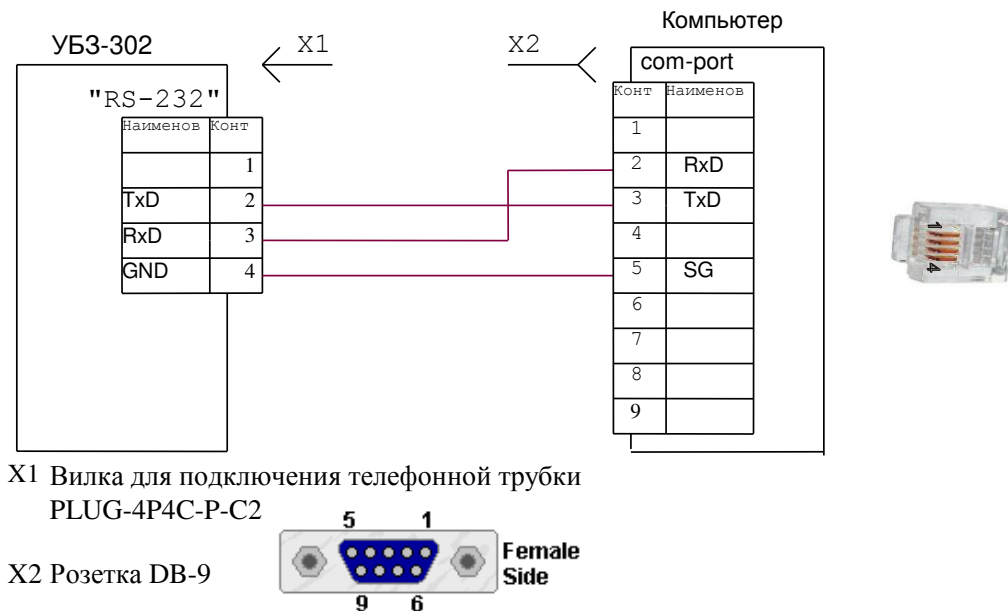 Компьютер
УБЗ-302
X1
X2
com-port
"RS-232"
Наименов Конт
1
TxD 2
RxD 3
GND 4
Конт Наименов
1
2 RxD
3 TxD
4
5 SG
6
7
8
9
1
4
X1 Вилка для подключения телефонной трубки
PLUG-4P4C-P-C2
X2 Розетка DB-9
5 1
Female
Side
9 6